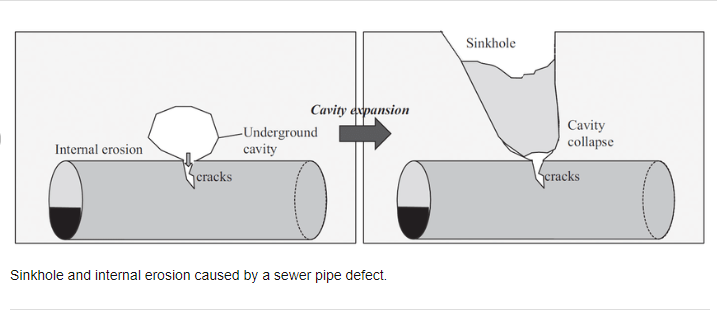 Sinkhole
Cavity expansion
Underground
cavity
Internal erosion
cracks
Cavity
collapse
cracks
Sinkhole and internal erosion caused by a sewer pipe defect.